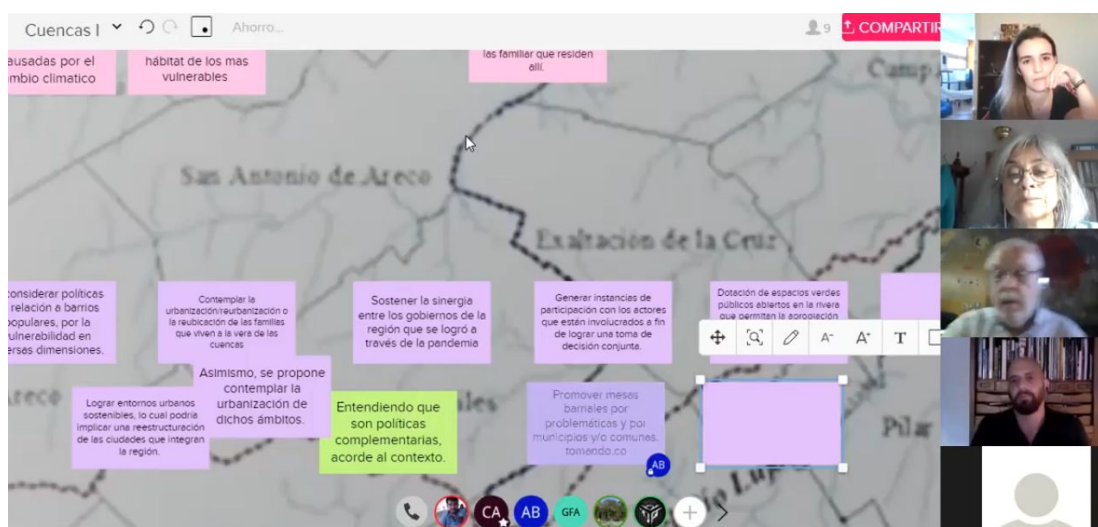 Cuencas I
Ahorro...
9
COMPARTIR
ausadas por el
mbio climatico
hábitat de los mas
vulnerables
las familiar que residen
allí.
Camp
San Antonio de Areco
Exaltación de la Cruz
considerar políticas
relación a barrios
populares, por la
vulnerabilidad en
ersas dimensiones.
Contemplar la
urbanización/reurbanización o
la reubicación de las familias
que viven a la vera de las
cuencas
Sostener la sinergia
entre los gobiernos de la
región que se logró a
través de la pandemia
Generar instancias de
participación con los actores
que están involucrados a fin
de lograr una toma de
decisión conjunta.
Dotación de espacios verdes
públicos abiertos en la rivera
que permitan la apropiación
A-
A+
T
Asimismo, se propone
contemplar la
urbanización de
dichos ámbitos.
reco
Lograr entornos urbanos
sostenibles, lo cual podría
implicar una reestructuración
de las ciudades que integran
la región.
Entendiendo que
son políticas
complementarias,
acorde al contexto.
les
Promover mesas
barriales por
problemáticas y por
municipios y/o comunas.
tomando.co
AB
Pilar
CA
AB
GFA